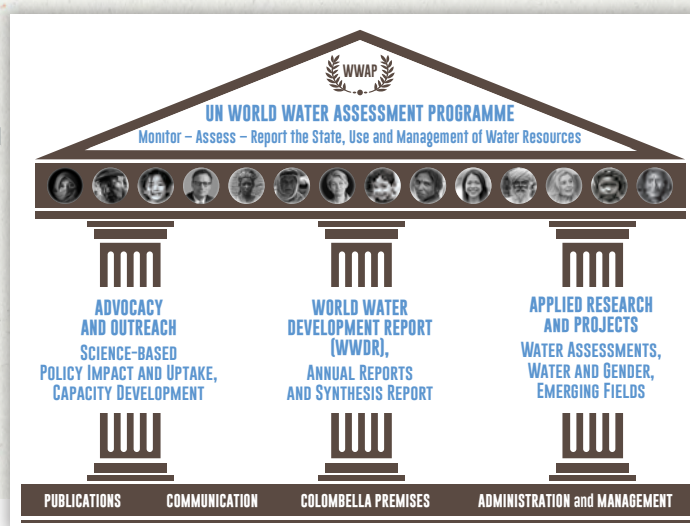 WWAP
UN WORLD WATER ASSESSMENT PROGRAMME
Monitor – Assess – Report the State, Use and Management of Water Resources
ADVOCACY
AND OUTREACH
SCIENCE-BASED
POLICY IMPACT AND UPTAKE,
CAPACITY DEVELOPMENT
WORLD WATER
DEVELOPMENT REPORT
(WWDR),
ANNUAL REPORTS
AND SYNTHESIS REPORT
APPLIED RESEARCH
AND PROJECTS
WATER ASSESSMENTS,
WATER AND GENDER,
EMERGING FIELDS
PUBLICATIONS COMMUNICATION COLOMBELLA PREMISES ADMINISTRATION and MANAGEMENT